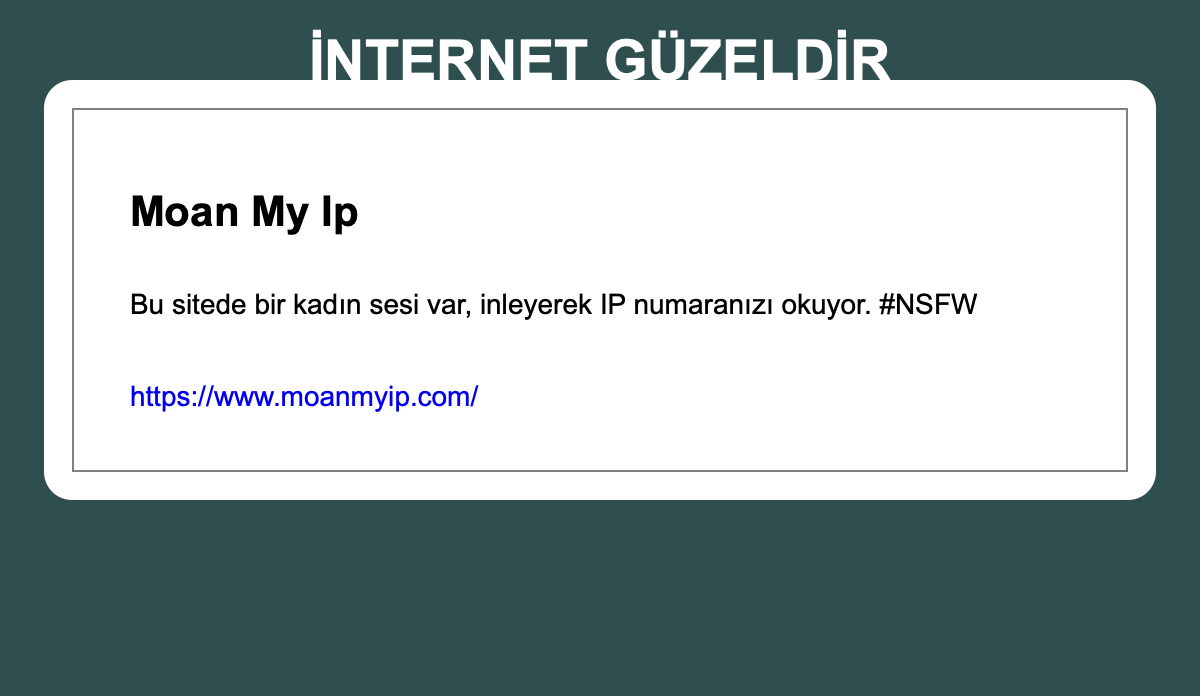 İNTERNET GÜZELDİR
Moan My Ip
Bu sitede bir kadın sesi var, inleyerek IP numaranızı okuyor. #NSFW
https://www.moanmyip.com/